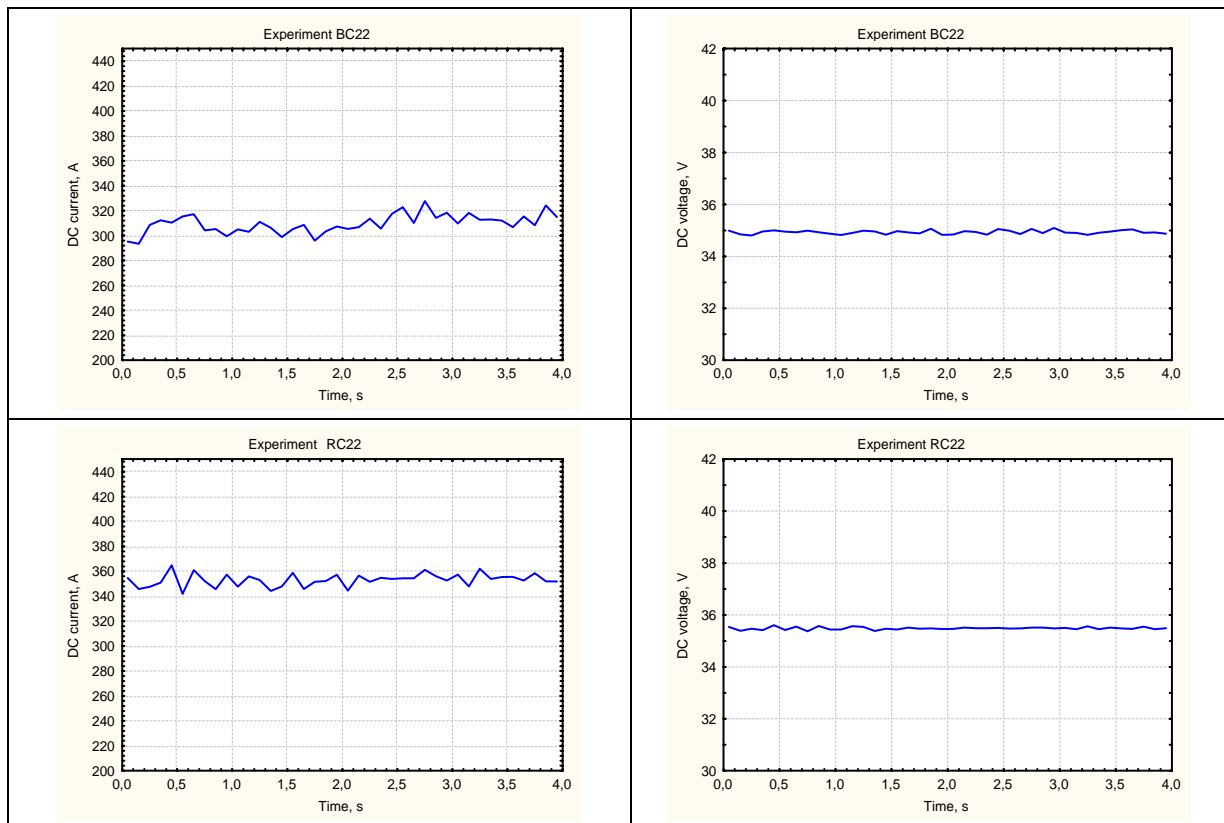 Experiment BC22
DC current, A
440
420
400
380
360
340
320
300
280
260
240
220
200
0,0 0,5 1,0 1,5 2,0 2,5 3,0 3,5 4,0
Time, s
Experiment BC22
DC voltage, V
42
40
38
36
34
32
30
0,0 0,5 1,0 1,5 2,0 2,5 3,0 3,5 4,0
Time, s
Experiment RC22
DC current, A
440
420
400
380
360
340
320
300
280
260
240
220
200
0,0 0,5 1,0 1,5 2,0 2,5 3,0 3,5 4,0
Time, s
Experiment RC22
DC voltage, V
42
40
38
36
34
32
30
0,0 0,5 1,0 1,5 2,0 2,5 3,0 3,5 4,0
Time, s